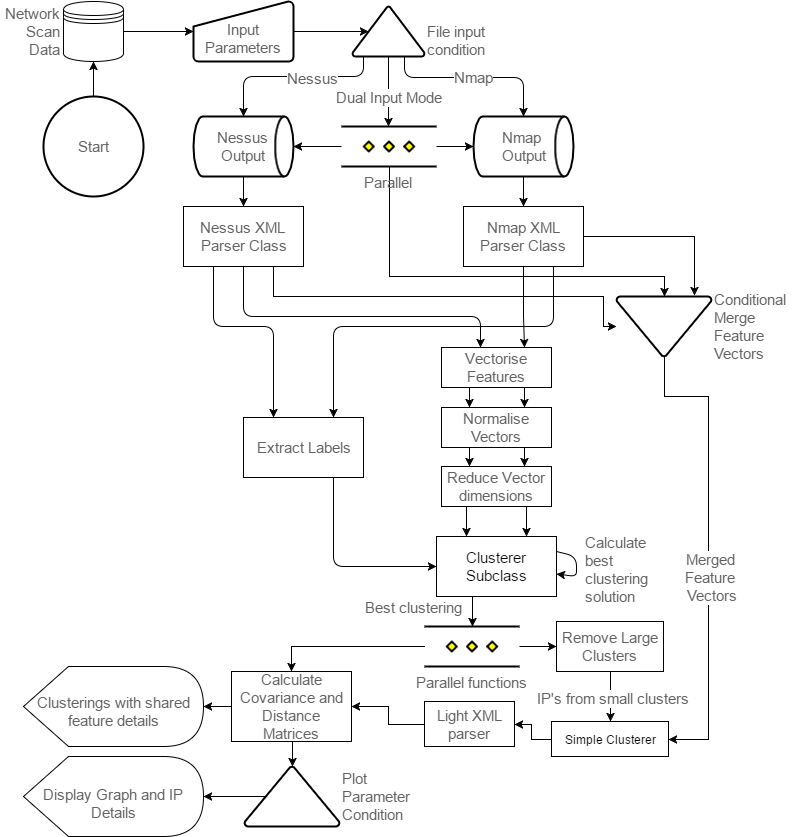 Network
Scan
Data
Input
Parameters
File input
condition
Nessus
Nmap
Dual Input Mode
Start
Nessus
Output
Nmap
Output
Parallel
Nessus XML
Parser Class
Nmap XML
Parser Class
Conditional
Merge
Feature
Vectors
Vectorise
Features
Normalise
Vectors
Extract Labels
Reduce Vector
dimensions
Clusterer
Subclass
Calculate
best
clustering
solution
Merged
Feature
Vectors
Best clustering
Remove Large
Clusters
Parallel functions
IP's from small clusters
Calculate
Covariance and
Distance
Matrices
Clusterings with shared
feature details
Light XML
parser
Simple Clusterer
Plot
Parameter
Condition
Display Graph and IP
Details